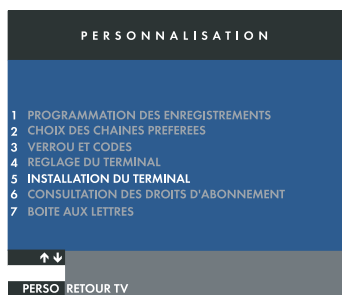 PERSONNALISATION
1 PROGRAMMATION DES ENREGISTREMENTS
2 CHOIX DES CHAINES PREFEREES
3 VERROU ET CODES
4 REGLAGE DU TERMINAL
5 INSTALLATION DU TERMINAL
6 CONSULTATION DES DROITS D'ABONNEMENT
7 BOITE AUX LETTRES
PERSO RETOUR TV